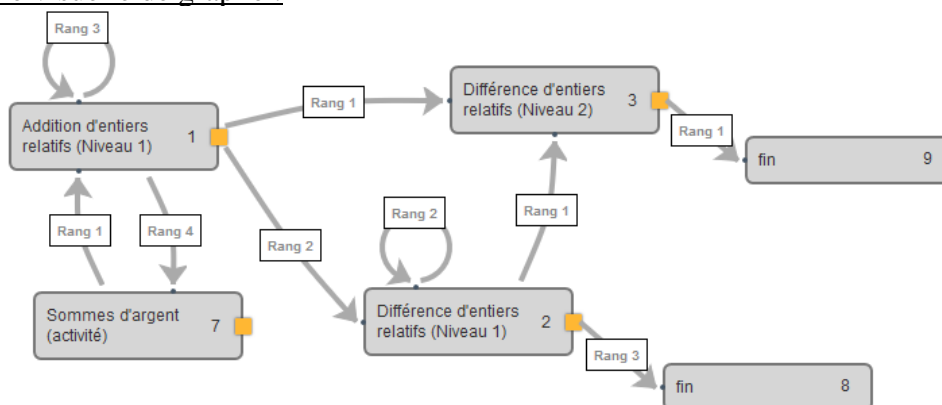 Rang 3
Différence d'entiers
relatifs (Niveau 2)
3
Rang 1
Addition d'entiers
relatifs (Niveau 1)
1
Rang 1
fin
9
Rang 1
Rang 4
Rang 2
Rang 2
Rang 1
Sommes d'argent
(activité)
7
Différence d'entiers
relatifs (Niveau 1)
2
Rang 3
fin
8